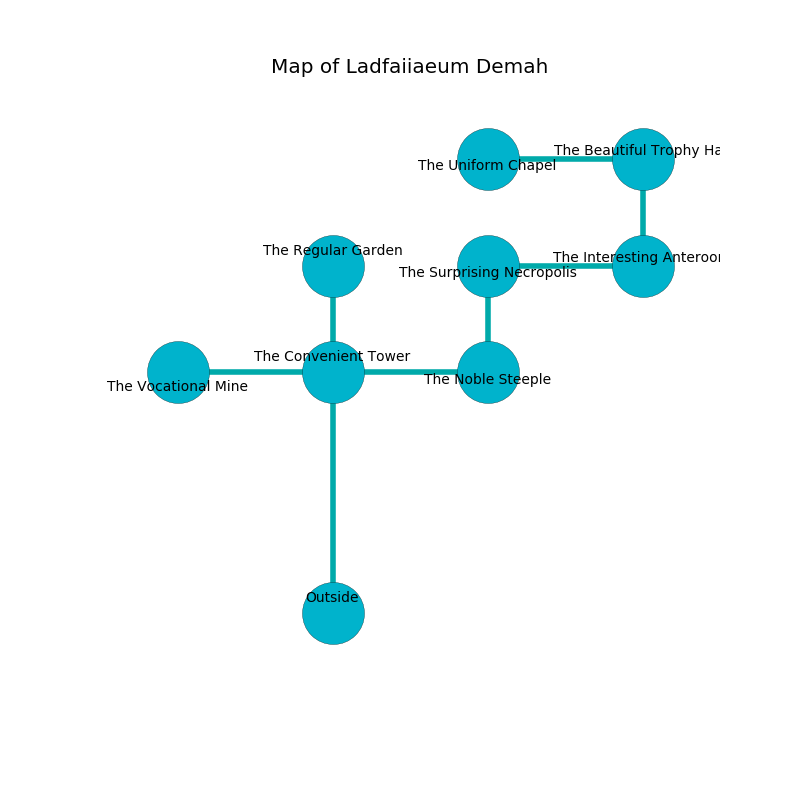 Map of Ladfaiiaeum Demah
The Beautiful Trophy Ha
The Uniform Chapel
The Regular Garden
The Interesting Anteroo
The Surprising Necropolis
The Convenient Tower
The Noble Steeple
The Vocational Mine
Outside